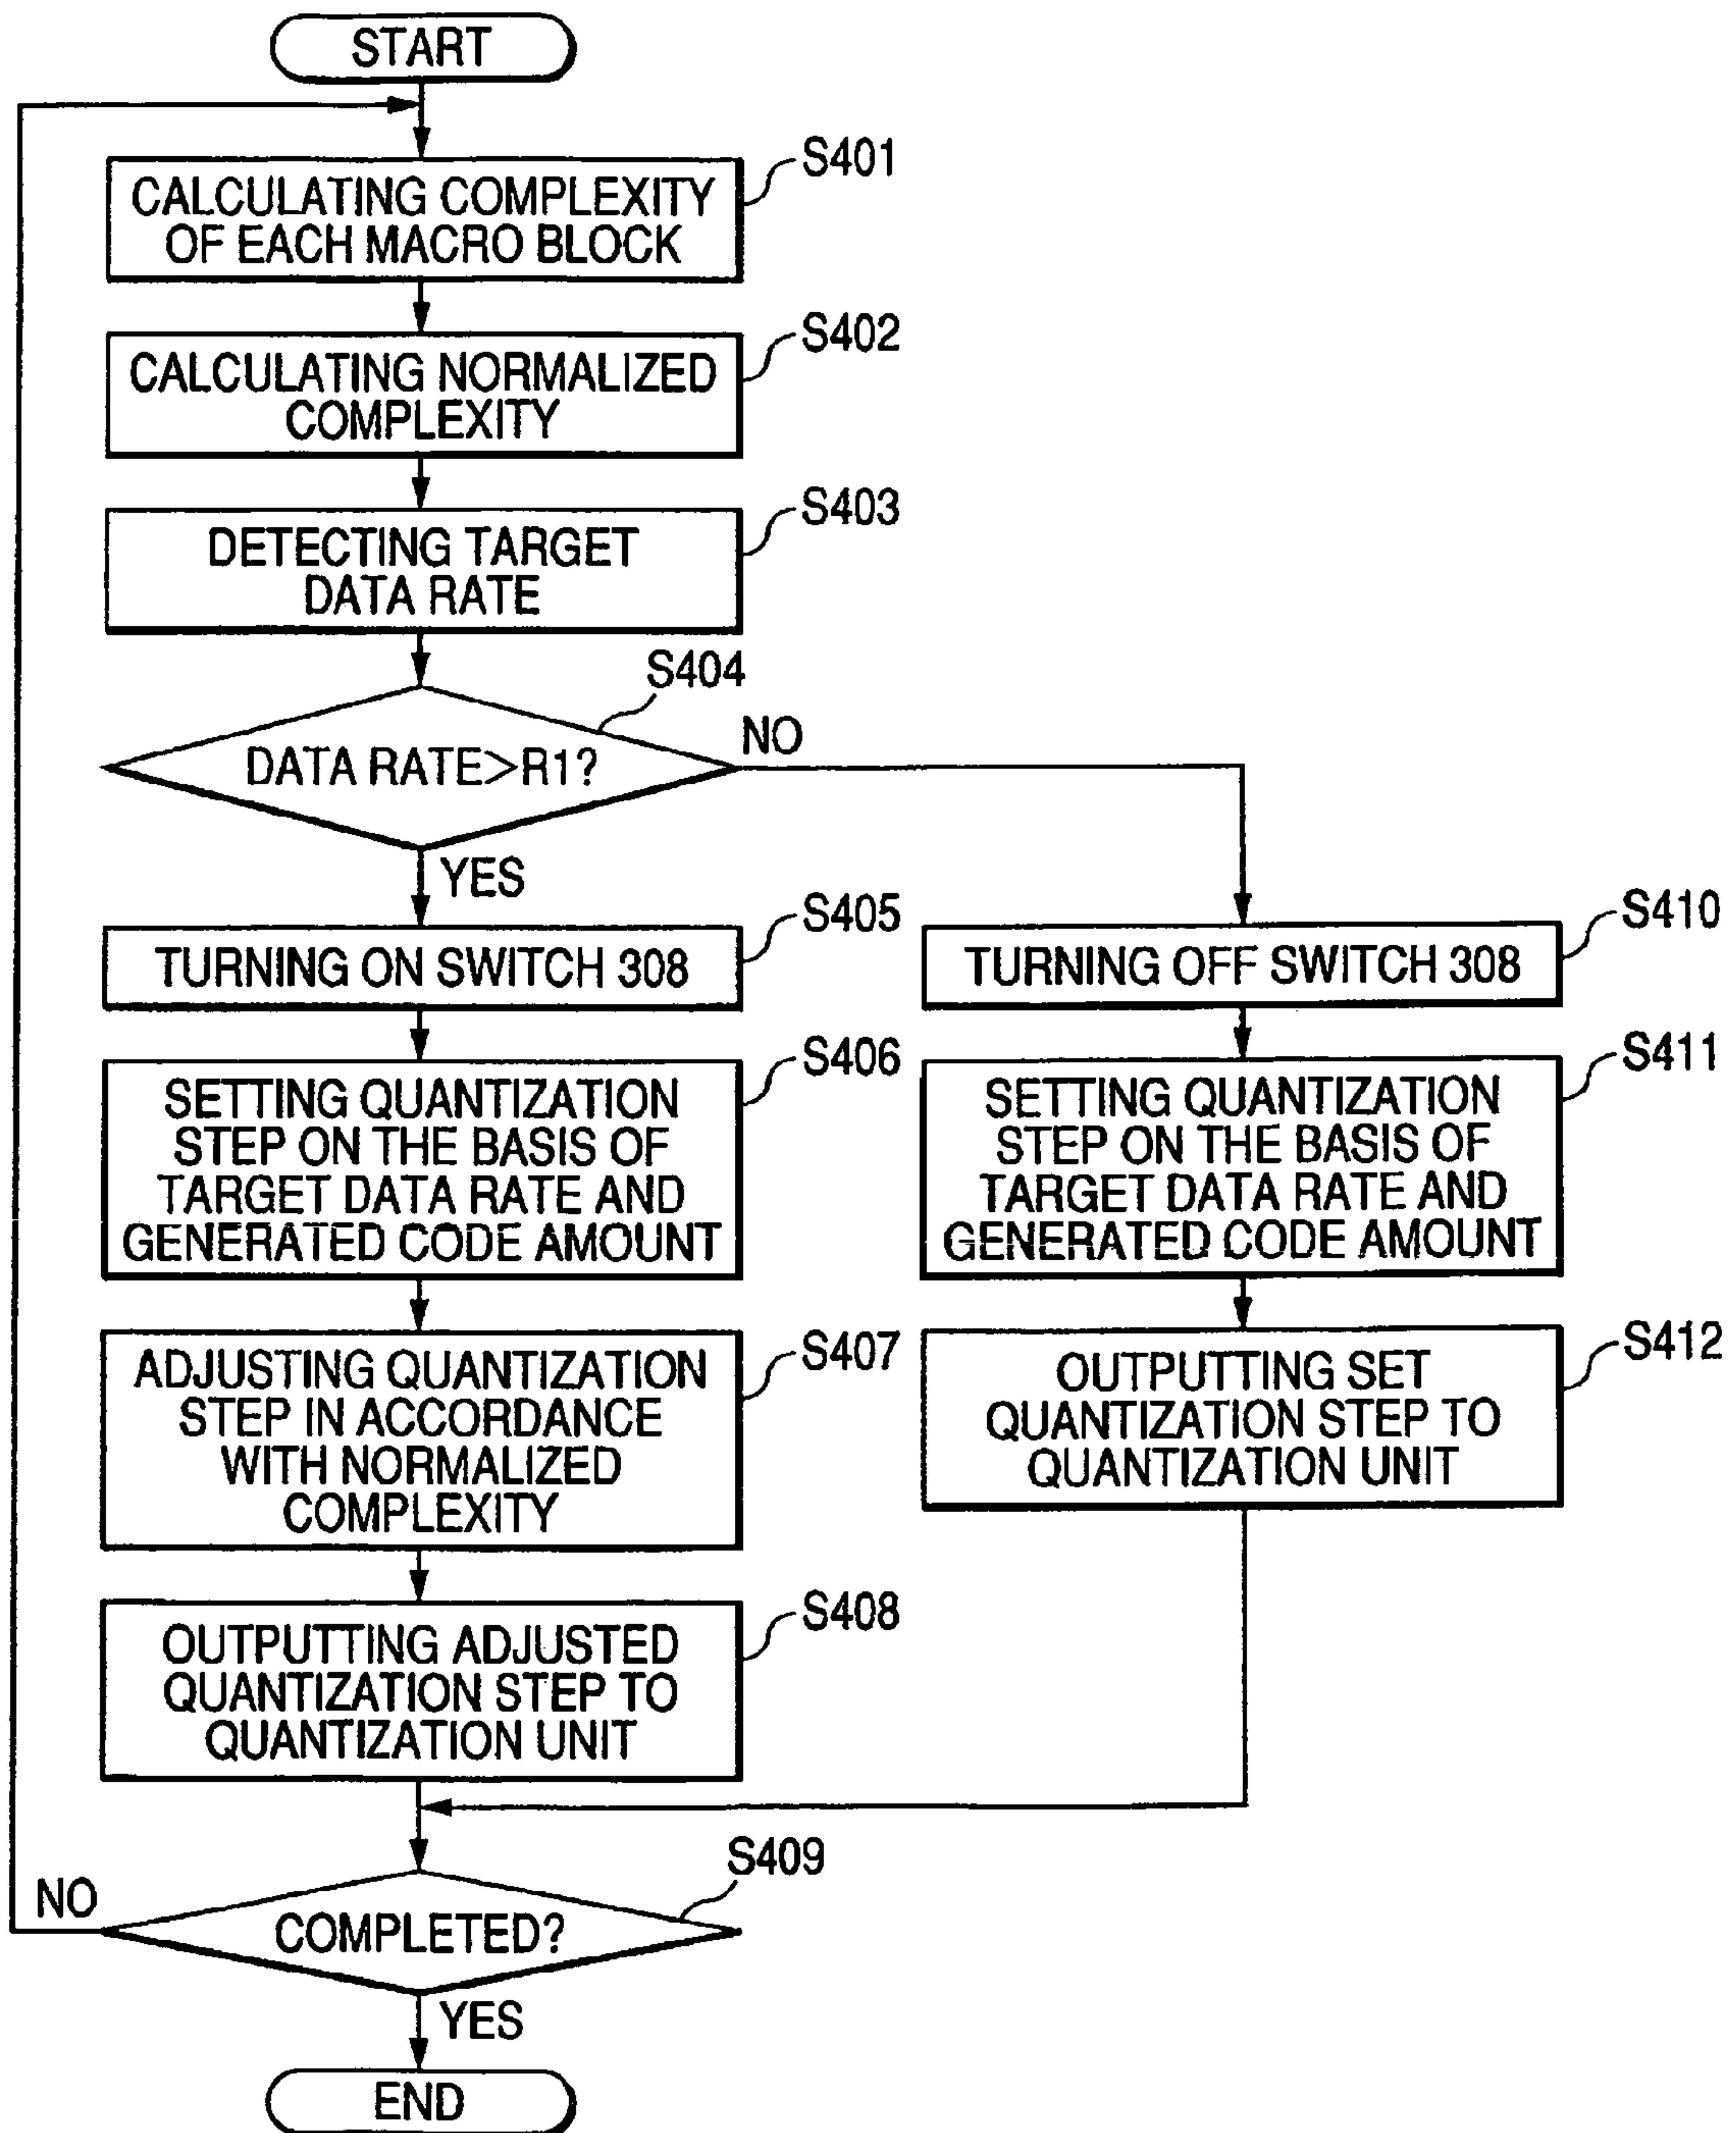 START
S401
CALCULATING COMPLEXITY
OF EACH MACRO BLOCK
S402
CALCULATING NORMALIZED
COMPLEXITY
S403
DETECTING TARGET
DATA RATE
S404
DATA RATE>R1?
NO
YES
S405
TURNING ON SWITCH 308
S410
TURNING OFF SWITCH 308
S406
SETTING QUANTIZATION
STEP ON THE BASIS OF
TARGET DATA RATE AND
GENERATED CODE AMOUNT
S411
SETTING QUANTIZATION
STEP ON THE BASIS OF
TARGET DATA RATE AND
GENERATED CODE AMOUNT
S407
ADJUSTING QUANTIZATION
STEP IN ACCORDANCE
WITH NORMALIZED
COMPLEXITY
S412
OUTPUTTING SET
QUANTIZATION STEP TO
QUANTIZATION UNIT
S408
OUTPUTTING ADJUSTED
QUANTIZATION STEP TO
QUANTIZATION UNIT
S409
NO
COMPLETED?
YES
END